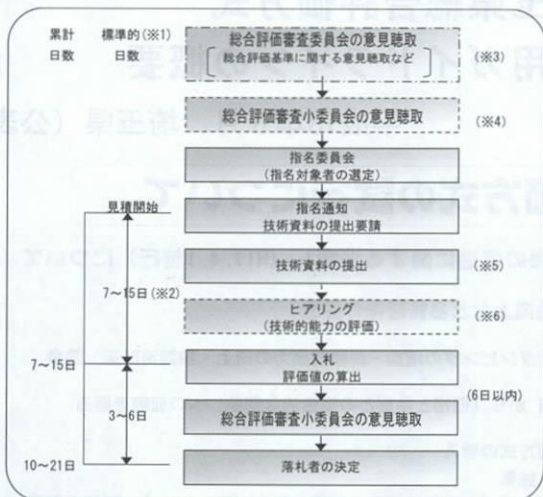 累計
日数
標準的(※1)
日数
総合評価審査委員会の意見聴取
総合評価基準に関する意見聴取など
(※3)
総合評価審査小委員会の意見聴取
(※4)
指名委員会
(指名対象者の選定)
見積開始
指名通知
技術資料の提出要請
技術資料の提出
(※5)
7～15日(※2)
ヒアリング
(技術的能力の評価)
(※6)
7～15日
入札
評価値の算出
(6日以内)
3～6日
総合評価審査小委員会の意見聴取
10～21日
落札者の決定